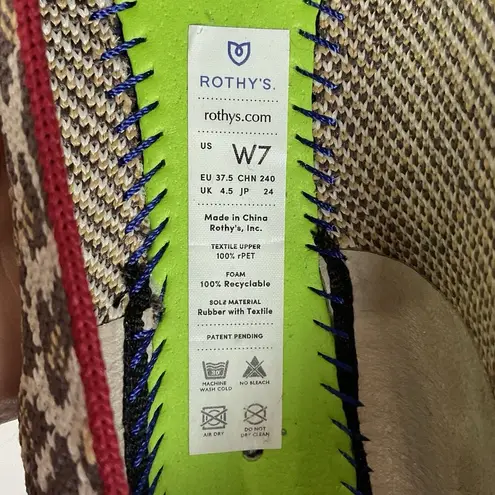 ROTHY'S.
rothys.com
US W7
EU 37.5 CHN 240
UK 4.5 JP 24
Made in China
Rothy's, Inc.
TEXTILE UPPER
100% rPET
FOAM
100% Recyclable
SOLE MATERIAL
Rubber with Textile
PATENT PENDING
30°
MACHINE WASH COLD NO BLEACH
AIR DRY DO NOT DRY CLEAN